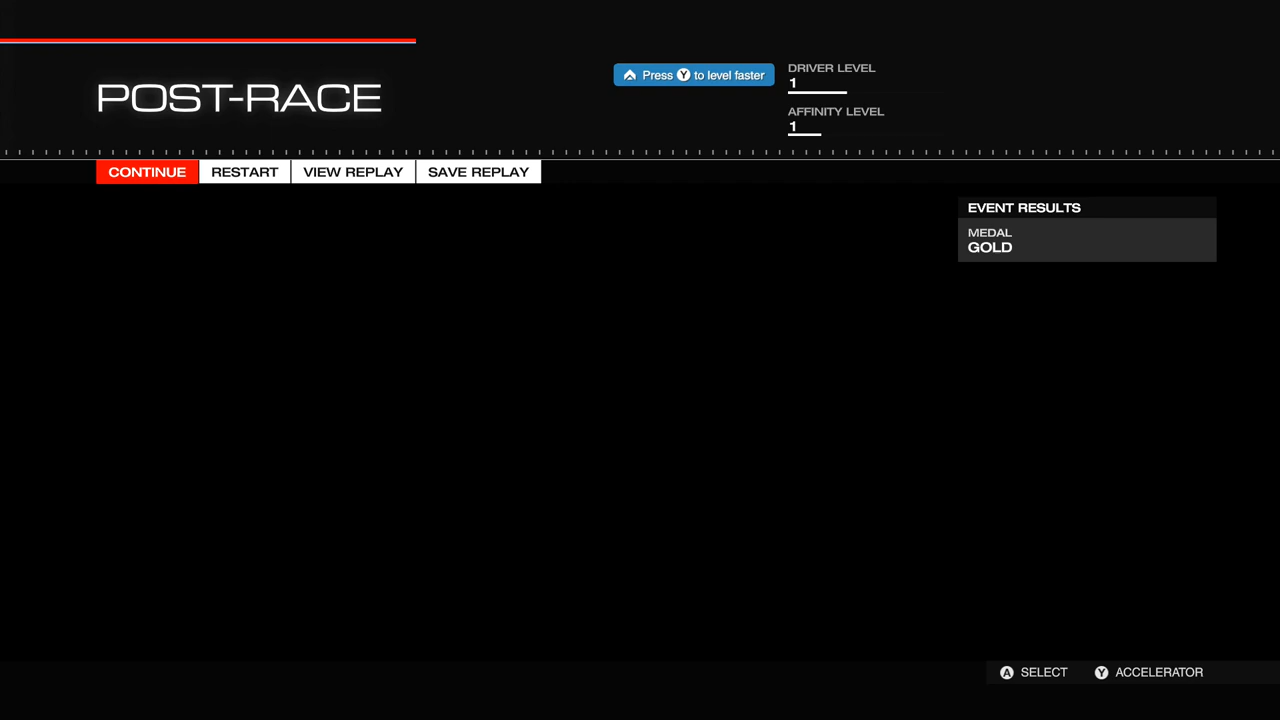 POST-RACE
Press Y to level faster
DRIVER LEVEL
1
AFFINITY LEVEL
1
CONTINUE RESTART VIEW REPLAY SAVE REPLAY
EVENT RESULTS
MEDAL
GOLD
A SELECT Y ACCELERATOR